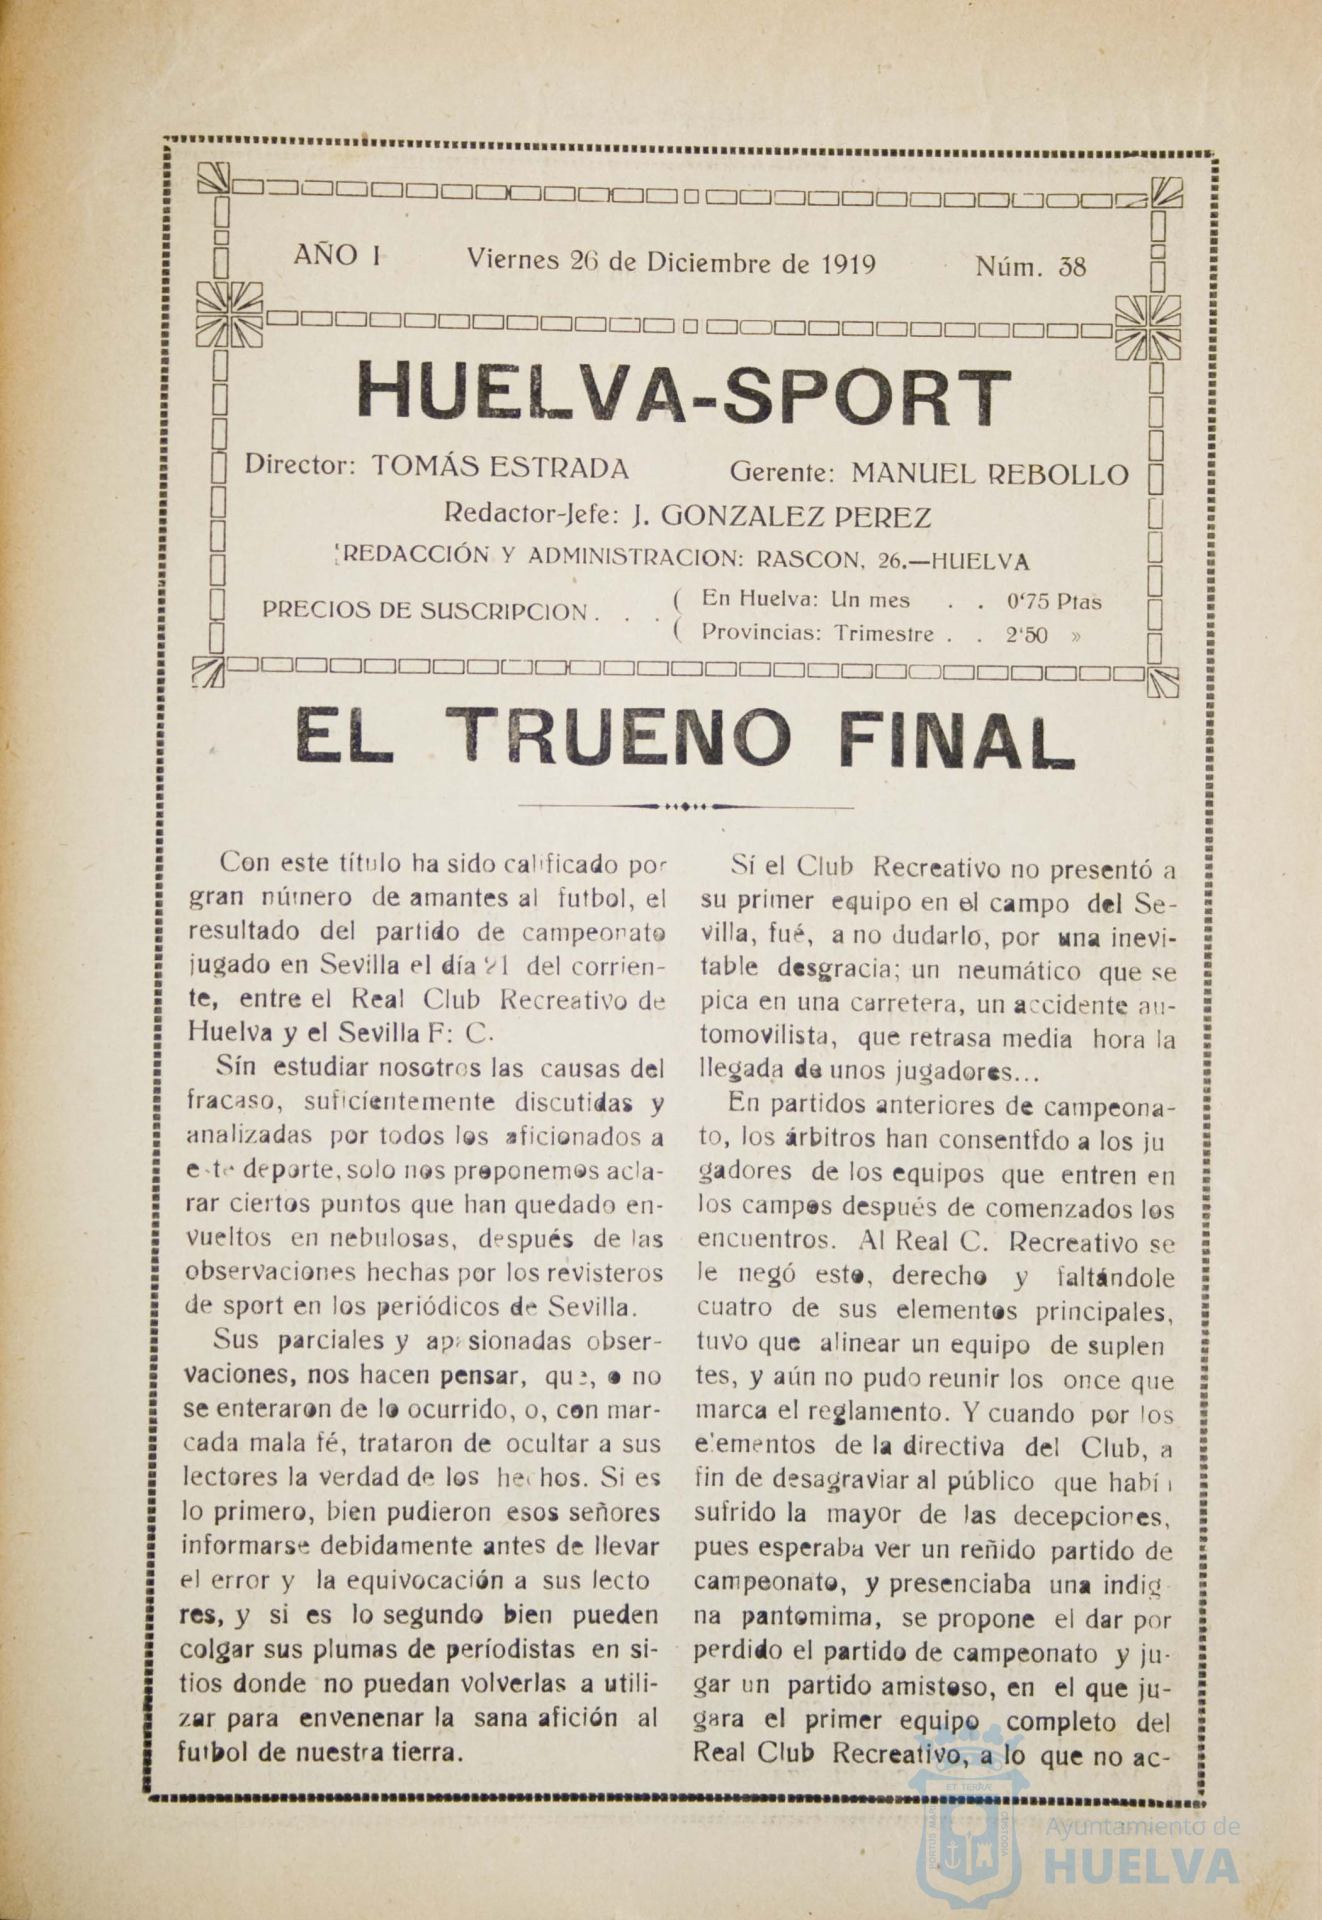 AÑO I Viernes 26 de Diciembre de 1919 Núm. 38
HUELVA-SPORT
Director: TOMÁS ESTRADA Gerente: MANUEL REBOLLO
Redactor-Jefe: J. GONZALEZ PEREZ
REDACCIÓN Y ADMINISTRACION: RASCON, 26.—HUELVA
PRECIOS DE SUSCRIPCION . . . ( En Huelva: Un mes . . 0'75 Ptas
( Provincias: Trimestre . . 2'50 »
EL TRUENO FINAL
Con este título ha sido calificado por
gran número de amantes al futbol, el
resultado del partido de campeonato
jugado en Sevilla el día 21 del corrien-
te, entre el Real Club Recreativo de
Huelva y el Sevilla F: C.
Sín estudiar nosotros las causas del
fracaso, suficíentemente discutidas y
analizadas por todos los aficionados a
este deporte, solo nos proponemos acla-
rar ciertos puntos que han quedado en-
vueltos en nebulosas, después de las
observaciones hechas por los revisteros
de sport en los periódicos de Sevilla.
Sus parciales y apasionadas obser-
vaciones, nos hacen pensar, que, o no
se enteraron de lo ocurrido, o, con mar-
cada mala fé, trataron de ocultar a sus
lectores la verdad de los hechos. Si es
lo primero, bien pudieron esos señores
informarse debidamente antes de llevar
el error y la equivocación a sus lecto
res, y si es lo segundo bien pueden
colgar sus plumas de períodistas en si-
tios donde no puedan volverlas a utili-
zar para envenenar la sana afición al
futbol de nuestra tierra.
Sí el Club Recreativo no presentó a
su primer equipo en el campo del Se-
villa, fué, a no dudarlo, por una inevi-
table desgracia; un neumático que se
pica en una carretera, un accidente au-
tomovilista, que retrasa media hora la
llegada de unos jugadores...
En partidos anteriores de campeona-
to, los árbitros han consentfdo a los ju
gadores de los equipos que entren en
los campos después de comenzados los
encuentros. Al Real C. Recreativo se
le negó este, derecho y faltándole
cuatro de sus elementos principales,
tuvo que alinear un equipo de suplen
tes, y aún no pudo reunir los once que
marca el reglamento. Y cuando por los
elementos de la directiva del Club, a
fin de desagraviar al público que había
sufrido la mayor de las decepciones,
pues esperaba ver un reñido partido de
campeonato, y presenciaba una indig
na pantomima, se propone el dar por
perdido el partido de campeonato y ju-
gar un partido amistoso, en el que ju-
gara el primer equipo completo del
Real Club Recreativo, a lo que no ac-
ET TERRÆ
PORTUS MARIS
CUSTODIA
Ayuntamiento de
HUELVA